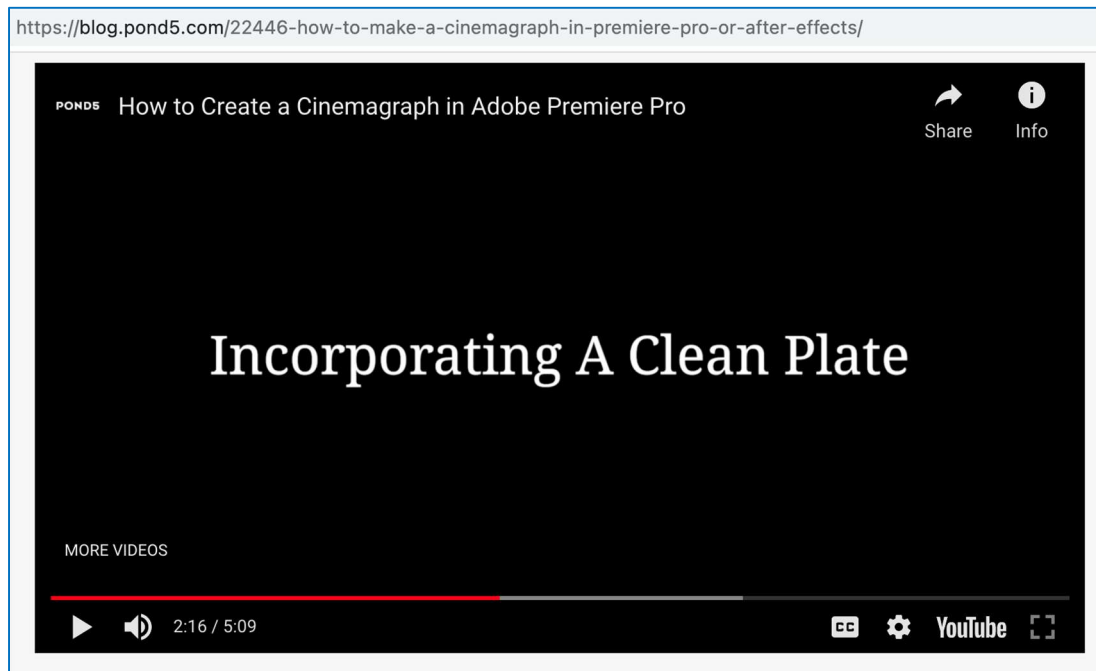 https://blog.pond5.com/22446-how-to-make-a-cinemagraph-in-premiere-pro-or-after-effects/
POND5 How to Create a Cinemagraph in Adobe Premiere Pro
Share Info
Incorporating A Clean Plate
MORE VIDEOS
2:16 / 5:09 CC YouTube